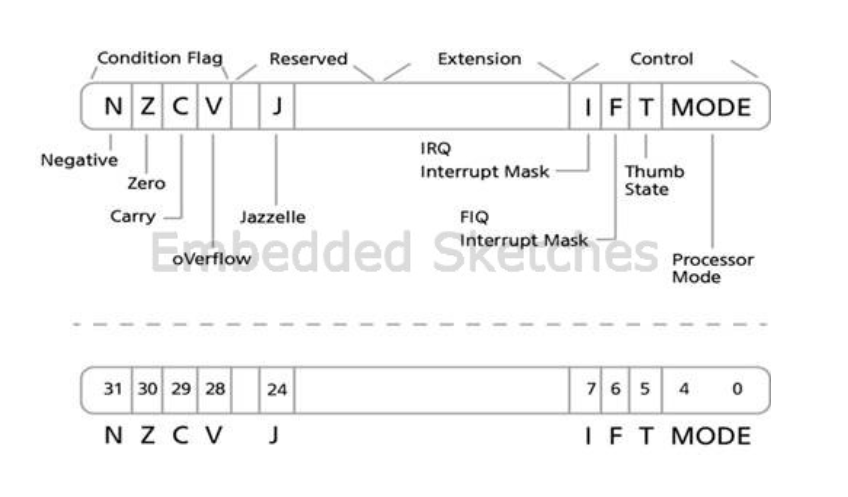 Condition Flag Reserved Extension Control
N Z C V J I F T MODE
Negative
Zero
Carry
oVerflow
Jazzelle
IRQ
Interrupt Mask
FIQ
Interrupt Mask
Thumb
State
Processor
Mode
Embedded Sketches
31 30 29 28 24 7 6 5 4 0
N Z C V J I F T MODE